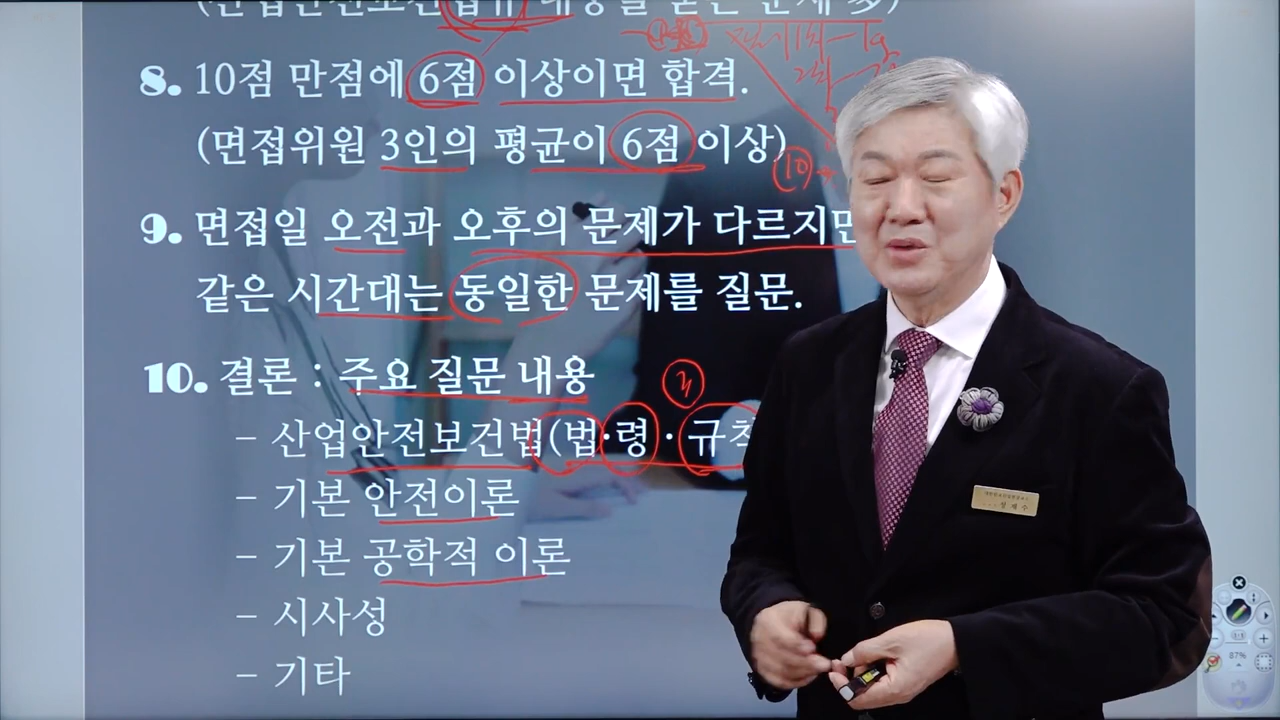 8. 10점 만점에 6점 이상이면 합격.
(면접위원 3인의 평균이 6점 이상)
10
9. 면접일 오전과 오후의 문제가 다르지만
같은 시간대는 동일한 문제를 질문.
10. 결론 : 주요 질문 내용
3
- 산업안전보건법(법·령·규칙
- 기본 안전이론
- 기본 공학적 이론
- 시사성
- 기타
87%